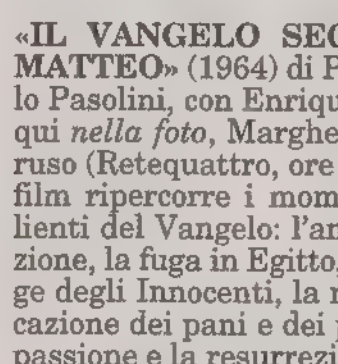 «IL VANGELO SEC
MATTEO» (1964) di P
lo Pasolini, con Enriqu
qui nella foto, Marghe
ruso (Retequattro, ore
film ripercorre i mom
lienti del Vangelo: l'an
zione, la fuga in Egitto,
ge degli Innocenti, la
cazione dei pani e dei
passione e la resurrezi